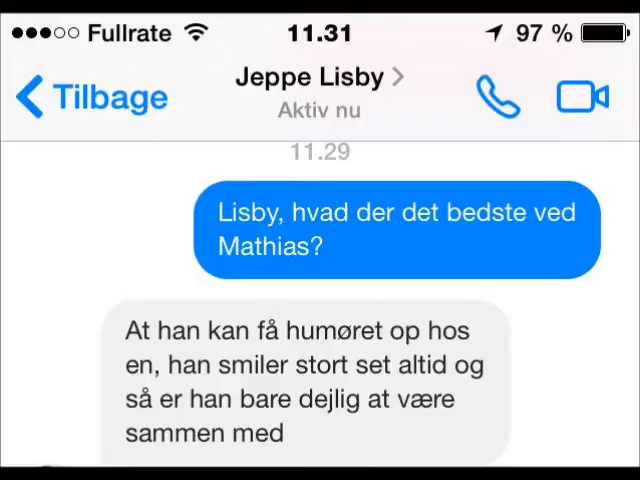 Fullrate 11.31 97 %
Tilbage Jeppe Lisby
Aktiv nu
11.29
Lisby, hvad der det bedste ved
Mathias?
At han kan få humøret op hos
en, han smiler stort set altid og
så er han bare dejlig at være
sammen med